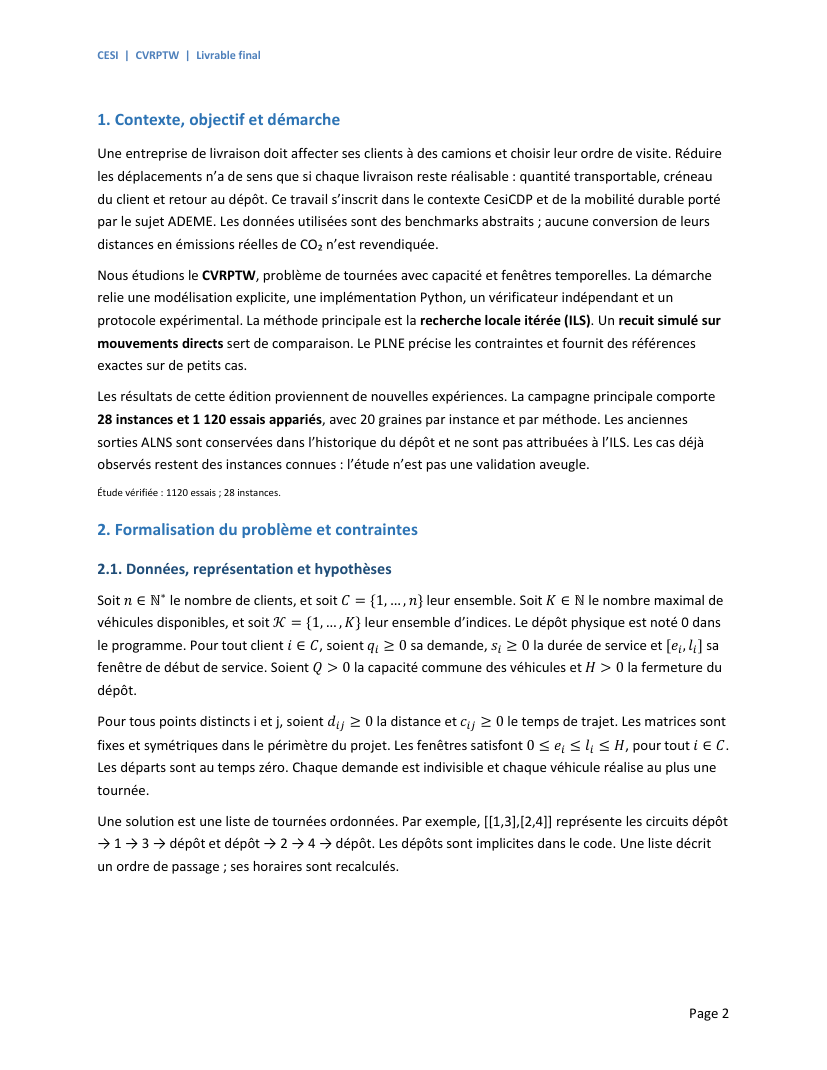 CESI | CVRPTW | Livrable final
1. Contexte, objectif et démarche
Une entreprise de livraison doit affecter ses clients à des camions et choisir leur ordre de visite. Réduire
les déplacements n’a de sens que si chaque livraison reste réalisable : quantité transportable, créneau
du client et retour au dépôt. Ce travail s’inscrit dans le contexte CesiCDP et de la mobilité durable porté
par le sujet ADEME. Les données utilisées sont des benchmarks abstraits ; aucune conversion de leurs
distances en émissions réelles de CO₂ n’est revendiquée.
Nous étudions le CVRPTW, problème de tournées avec capacité et fenêtres temporelles. La démarche
relie une modélisation explicite, une implémentation Python, un vérificateur indépendant et un
protocole expérimental. La méthode principale est la recherche locale itérée (ILS). Un recuit simulé sur
mouvements directs sert de comparaison. Le PLNE précise les contraintes et fournit des références
exactes sur de petits cas.
Les résultats de cette édition proviennent de nouvelles expériences. La campagne principale comporte
28 instances et 1 120 essais appariés, avec 20 graines par instance et par méthode. Les anciennes
sorties ALNS sont conservées dans l’historique du dépôt et ne sont pas attribuées à l’ILS. Les cas déjà
observés restent des instances connues : l’étude n’est pas une validation aveugle.
Étude vérifiée : 1120 essais ; 28 instances.
2. Formalisation du problème et contraintes
2.1. Données, représentation et hypothèses
Soit 𝑛 ∈ ℕ* le nombre de clients, et soit 𝐶 = {1, … , 𝑛} leur ensemble. Soit 𝐾 ∈ ℕ le nombre maximal de
véhicules disponibles, et soit 𝒦 = {1, … , 𝐾} leur ensemble d’indices. Le dépôt physique est noté 0 dans
le programme. Pour tout client 𝑖 ∈ 𝐶, soient 𝑞ᵢ ≥ 0 sa demande, 𝑠ᵢ ≥ 0 la durée de service et [𝑒ᵢ, 𝑙ᵢ] sa
fenêtre de début de service. Soient 𝑄 > 0 la capacité commune des véhicules et 𝐻 > 0 la fermeture du
dépôt.
Pour tous points distincts i et j, soient 𝑑ᵢⱼ ≥ 0 la distance et 𝑐ᵢⱼ ≥ 0 le temps de trajet. Les matrices sont
fixes et symétriques dans le périmètre du projet. Les fenêtres satisfont 0 ≤ 𝑒ᵢ ≤ 𝑙ᵢ ≤ 𝐻, pour tout 𝑖 ∈ 𝐶.
Les départs sont au temps zéro. Chaque demande est indivisible et chaque véhicule réalise au plus une
tournée.
Une solution est une liste de tournées ordonnées. Par exemple, [[1,3],[2,4]] représente les circuits dépôt
→ 1 → 3 → dépôt et dépôt → 2 → 4 → dépôt. Les dépôts sont implicites dans le code. Une liste décrit
un ordre de passage ; ses horaires sont recalculés.
Page 2